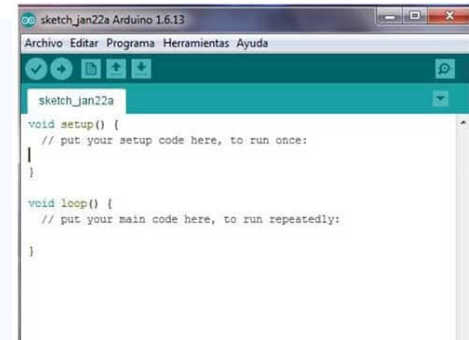 sketch_jan22a Arduino 1.6.13
Archivo Editar Programa Herramientas Ayuda
sketch_jan22a
void setup() {
  // put your setup code here, to run once:

}

void loop() {
  // put your main code here, to run repeatedly:

}